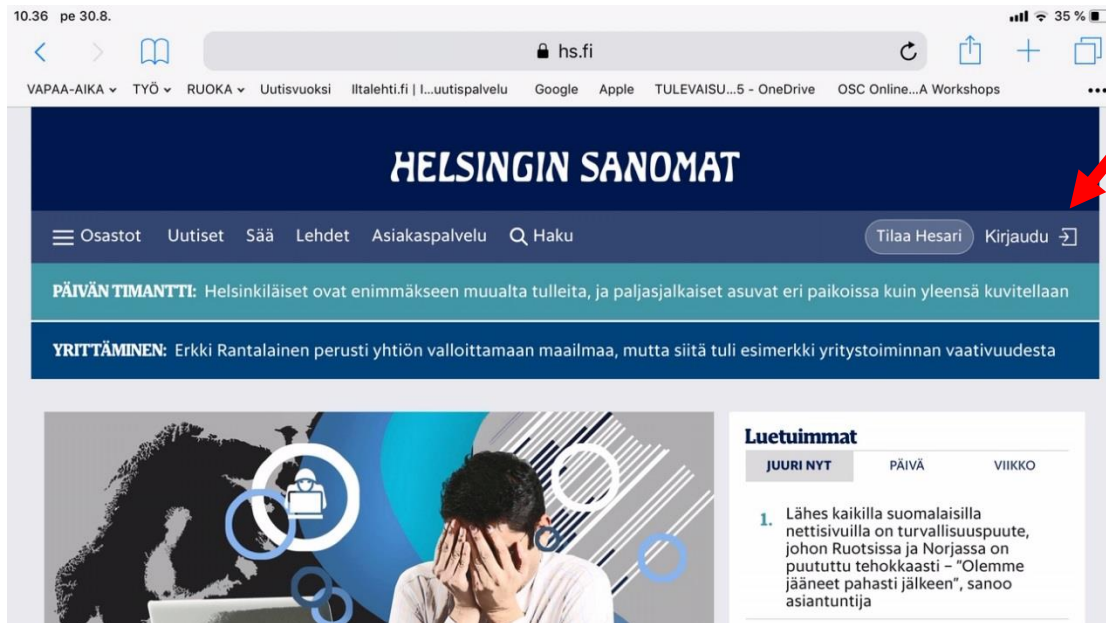 10.36 pe 30.8.
35 %
hs.fi
VAPAA-AIKA TYÖ RUOKA Uutisvuoksi Iltalehti.fi | I...uutispalvelu Google Apple TULEVAISU...5 - OneDrive OSC Online...A Workshops
HELSINGIN SANOMAT
Osastot Uutiset Sää Lehdet Asiakaspalvelu Haku Tilaa Hesari Kirjaudu
PÄIVÄN TIMANTTI: Helsinkiläiset ovat enimmäkseen muualta tulleita, ja paljasjalkaiset asuvat eri paikoissa kuin yleensä kuvitellaan
YRITTÄMINEN: Erkki Rantalainen perusti yhtiön valloittamaan maailmaa, mutta siitä tuli esimerkki yritystoiminnan vaativuudesta
Luetuimmat
JUURI NYT PÄIVÄ VIIKKO
1. Lähes kaikilla suomalaisilla
nettisivuilla on turvallisuuspuute,
johon Ruotsissa ja Norjassa on
puututtu tehokkaasti – ”Olemme
jääneet pahasti jälkeen”, sanoo
asiantuntija